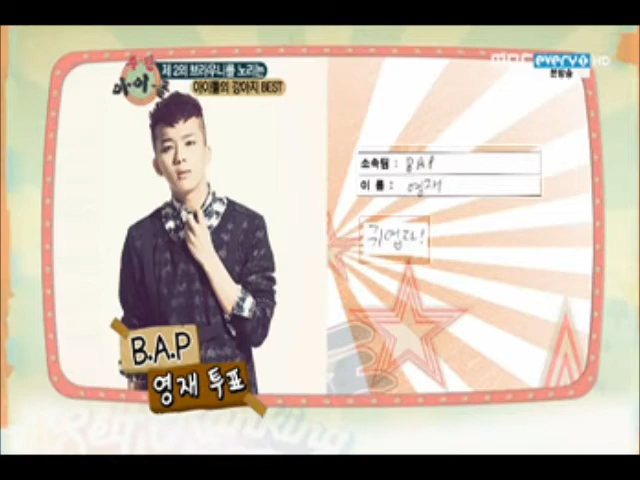 주간
아이돌
제 2의 브라우니를 노리는
아이돌의 강아지 BEST
MBC every1 HD
본방송
소속팀 : B.A.P
이 름 : 영재
귀엽다!
B.A.P
영재 투표
Ranking